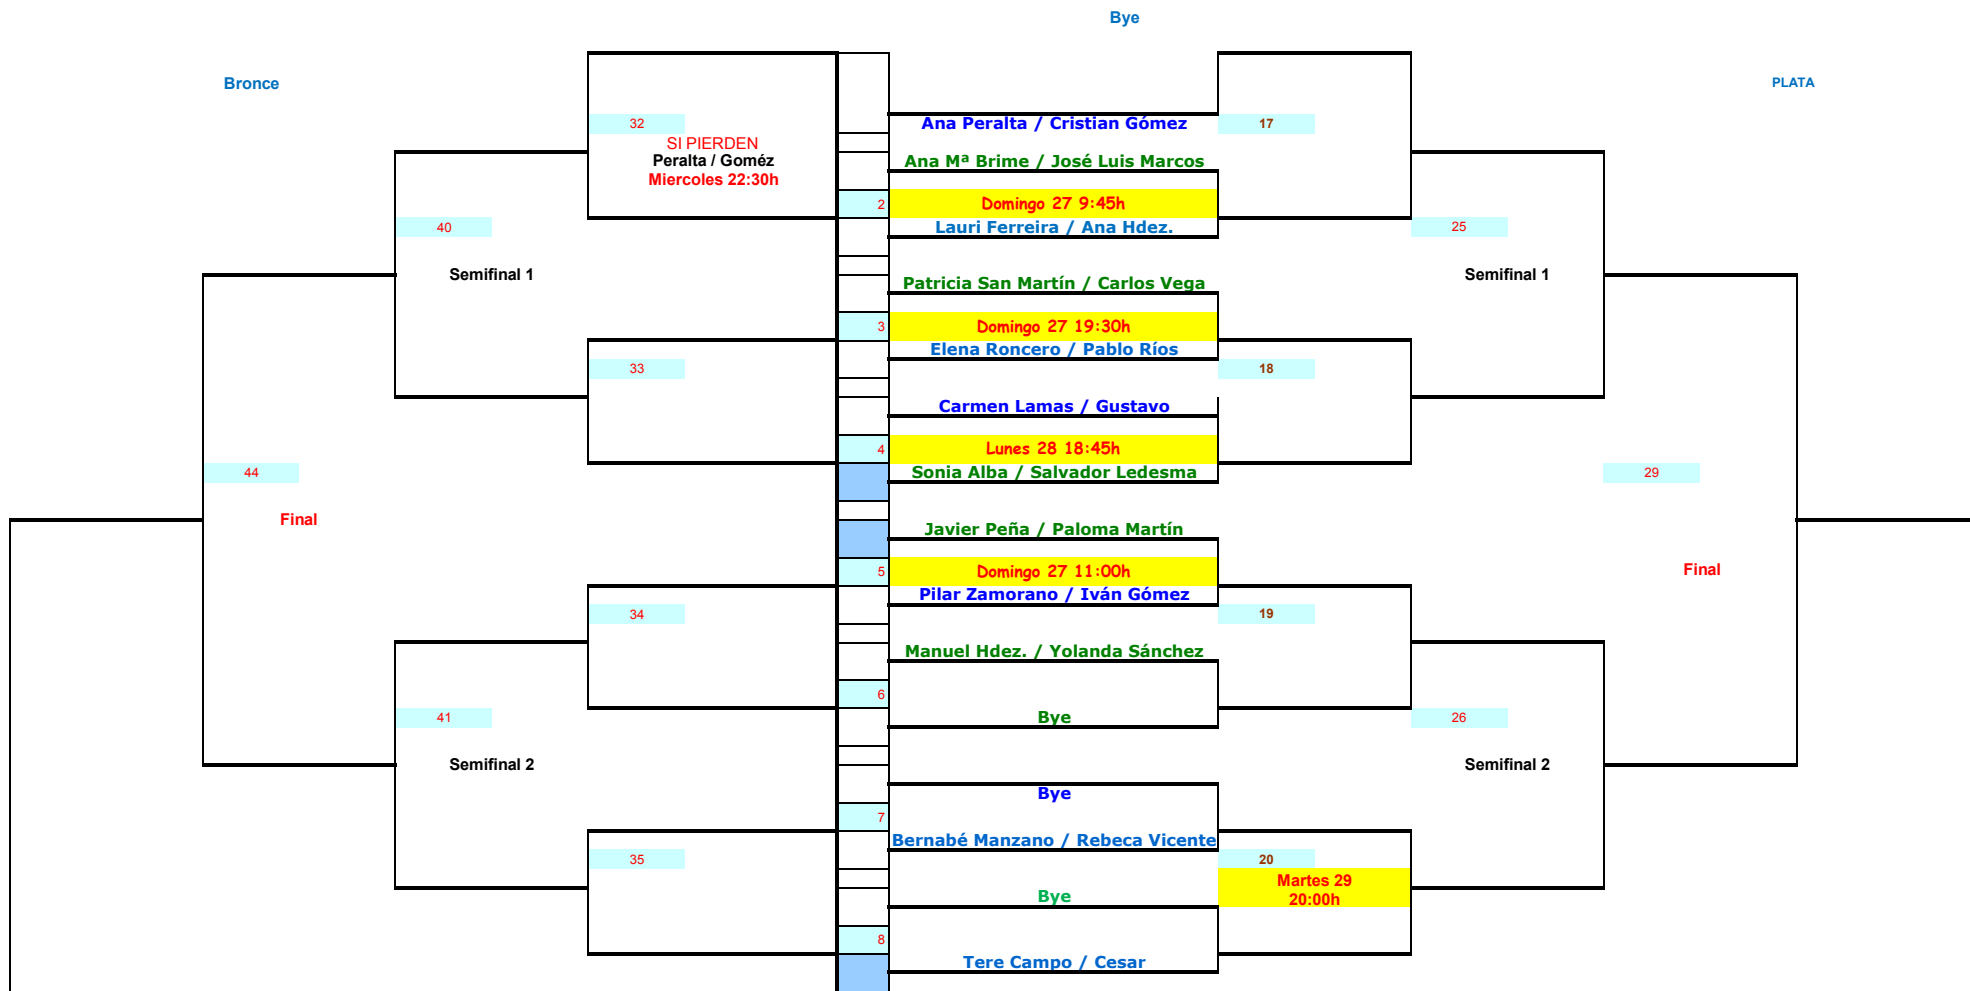 Bye
Bronce
PLATA
32
Ana Peralta / Cristian Gómez
17
SI PIERDEN
Peralta / Goméz
Miercoles 22:30h
Ana Mª Brime / José Luis Marcos
2
Domingo 27 9:45h
40
Lauri Ferreira / Ana Hdez.
25
Semifinal 1
Patricia San Martín / Carlos Vega
Semifinal 1
3
Domingo 27 19:30h
Elena Roncero / Pablo Ríos
33
18
Carmen Lamas / Gustavo
4
Lunes 28 18:45h
44
Sonia Alba / Salvador Ledesma
29
Final
Javier Peña / Paloma Martín
5
Domingo 27 11:00h
Final
Pilar Zamorano / Iván Gómez
34
19
Manuel Hdez. / Yolanda Sánchez
6
41
Bye
26
Semifinal 2
Semifinal 2
Bye
7
Bernabé Manzano / Rebeca Vicente
35
20
Martes 29
20:00h
Bye
8
Tere Campo / Cesar